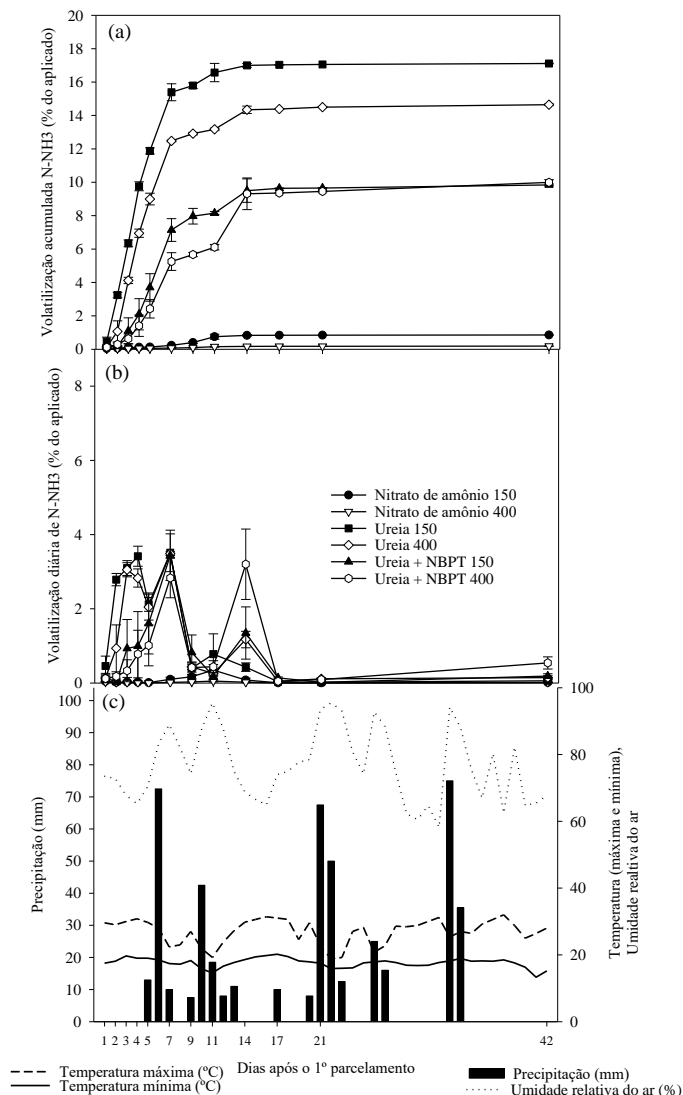 (a)
Volatilização acumulada N-NH3 (% do aplicado)
20
18
16
14
12
10
8
6
4
2
0
(b)
Volatilização diária de N-NH3 (% do aplicado)
8
6
4
2
0
Nitrato de amônio 150
Nitrato de amônio 400
Ureia 150
Ureia 400
Ureia + NBPT 150
Ureia + NBPT 400
(c)
Precipitação (mm)
100
90
80
70
60
50
40
30
20
10
0
100
80
60
40
20
0
Temperatura (máxima e mínima),
Umidade realtiva do ar
1 2 3 4 5 7 9 11 14 17 21 42
Dias após o 1º parcelamento
Temperatura máxima (ºC)
Temperatura mínima (ºC)
Precipitação (mm)
Umidade relativa do ar (%)